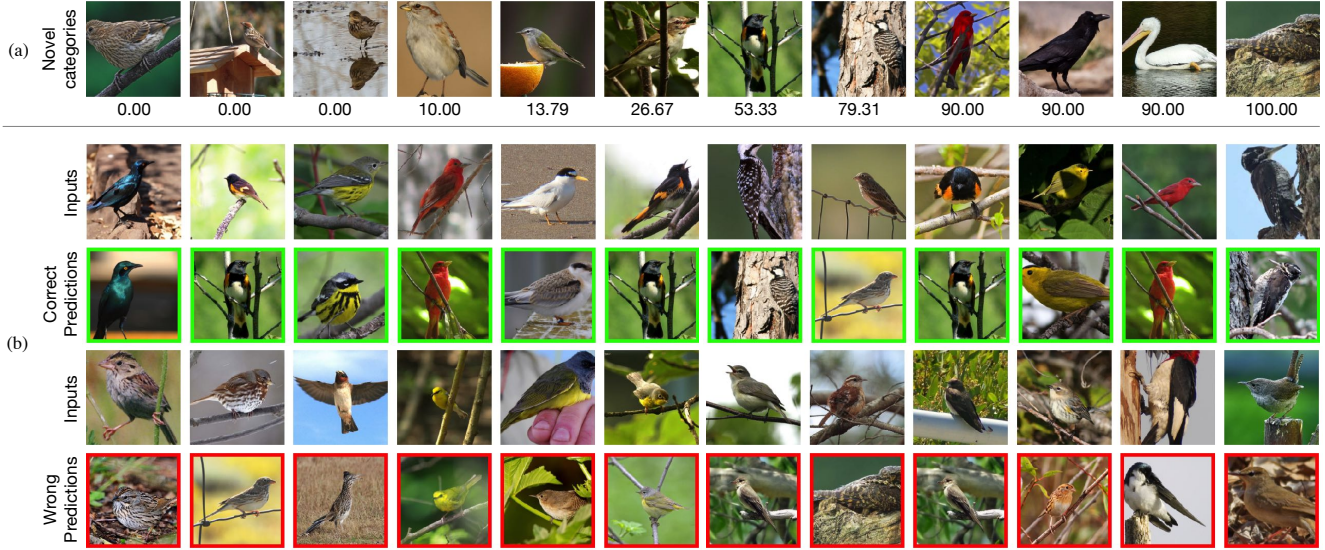 (a)
Novel
categories
0.00 0.00 0.00 10.00 13.79 26.67 53.33 79.31 90.00 90.00 90.00 100.00
(b)
Inputs
Correct
Predictions
Inputs
Wrong
Predictions